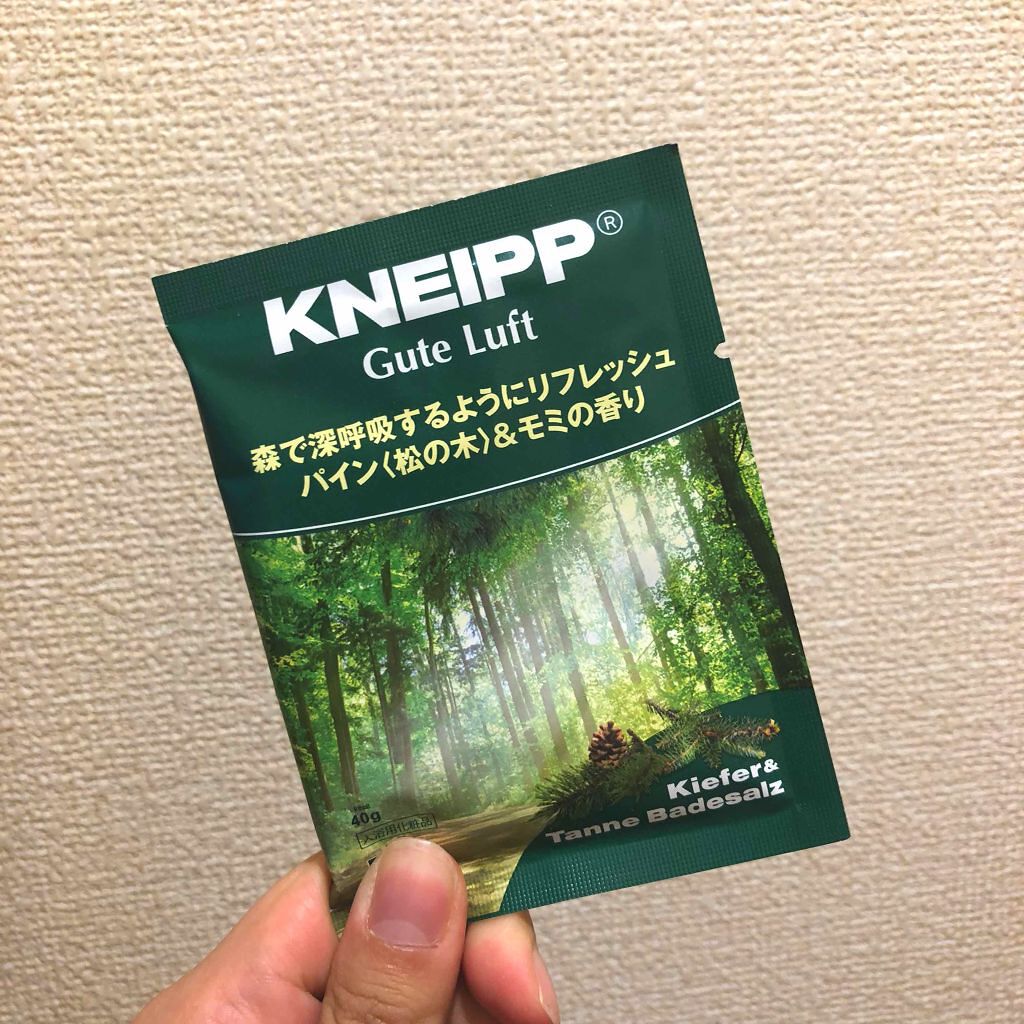 KNEIPP®
Gute Luft
森で深呼吸するようにリフレッシュ
パイン〈松の木〉&モミの香り
Kiefer&
Tanne Badesalz
40g
入浴用化粧品